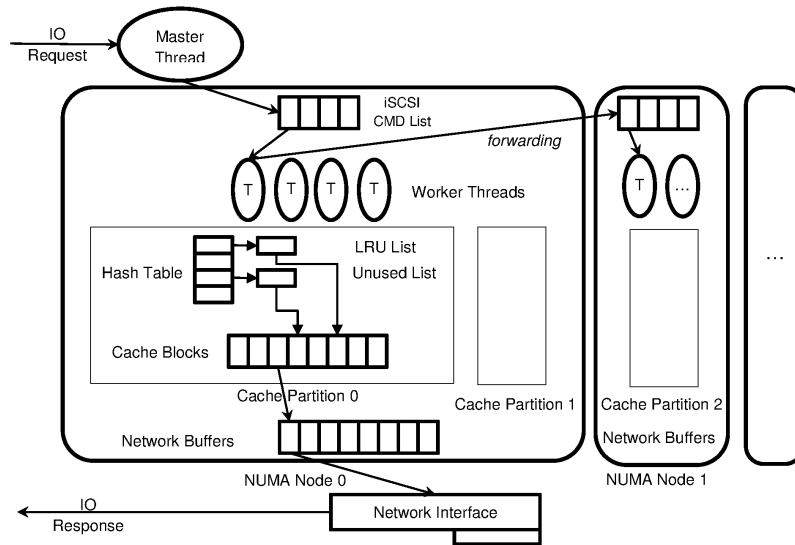 IO
Request
Master
Thread
iSCSI
CMD List
forwarding
T
T
T
T
Worker Threads
T
...
LRU List
Hash Table
Unused List
...
Cache Blocks
Cache Partition 0
Cache Partition 1
Cache Partition 2
Network Buffers
Network Buffers
NUMA Node 0
NUMA Node 1
IO
Response
Network Interface